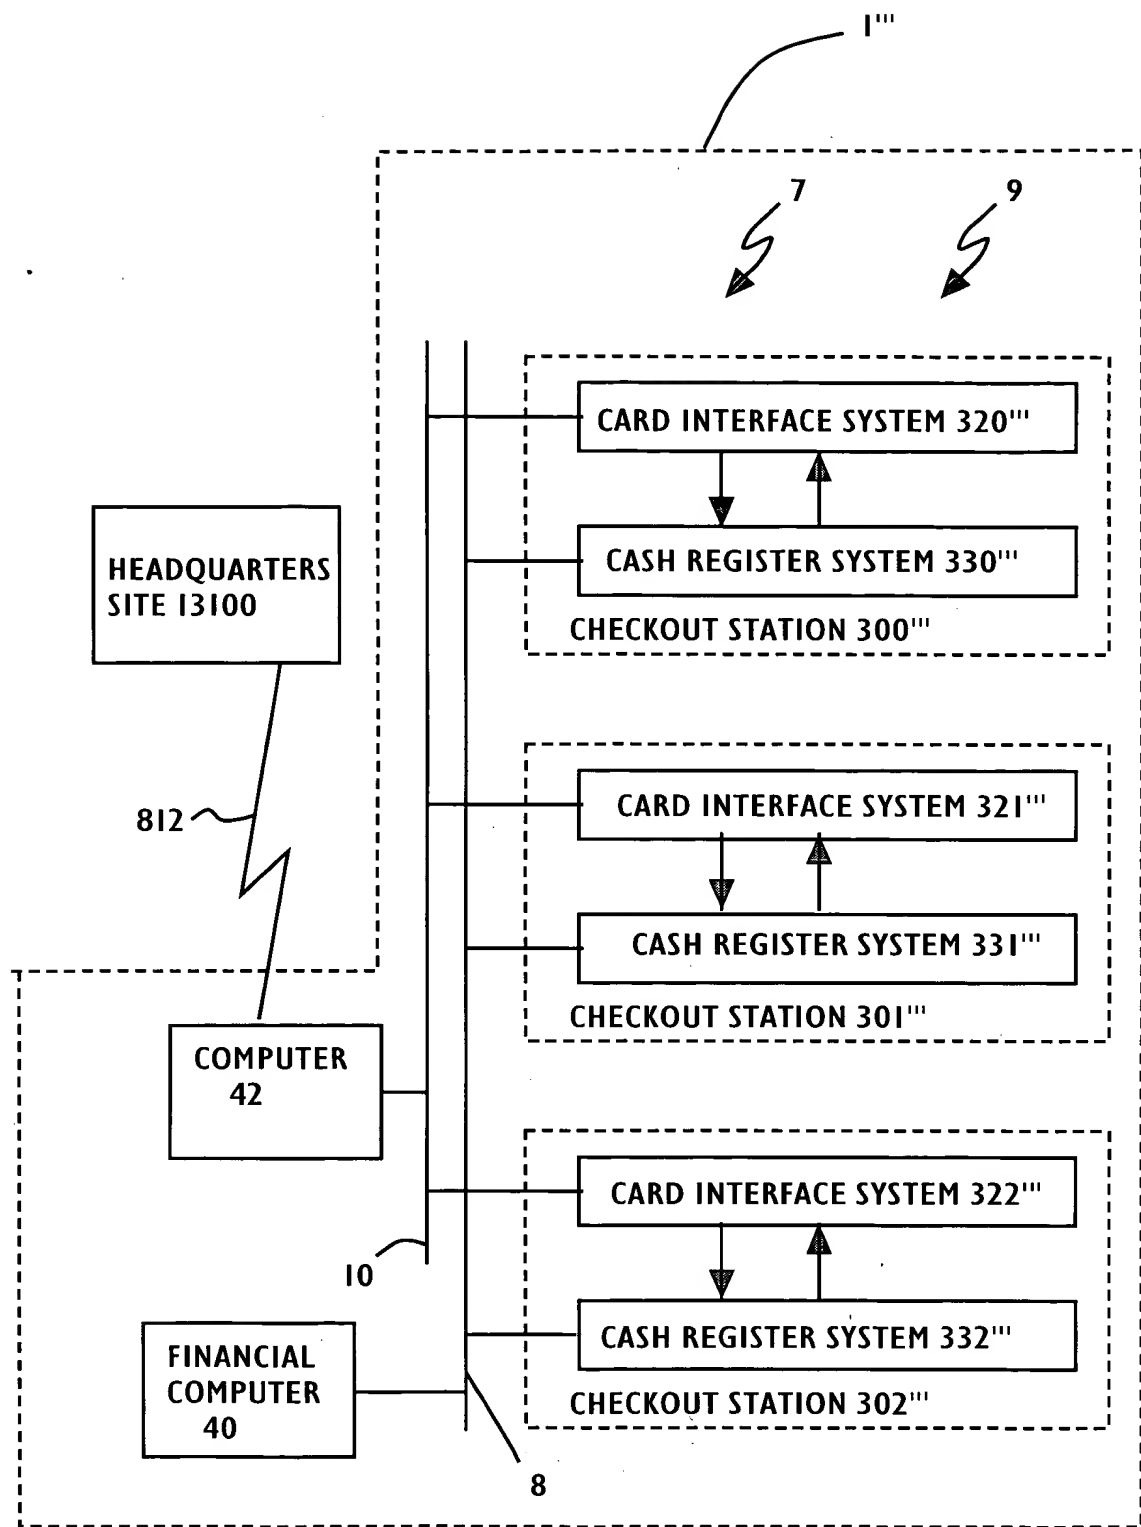 1'''
7
9
CARD INTERFACE SYSTEM 320'''
CASH REGISTER SYSTEM 330'''
CHECKOUT STATION 300'''
HEADQUARTERS
SITE 13100
812
CARD INTERFACE SYSTEM 321'''
CASH REGISTER SYSTEM 331'''
CHECKOUT STATION 301'''
COMPUTER
42
CARD INTERFACE SYSTEM 322'''
10
CASH REGISTER SYSTEM 332'''
CHECKOUT STATION 302'''
FINANCIAL
COMPUTER
40
8